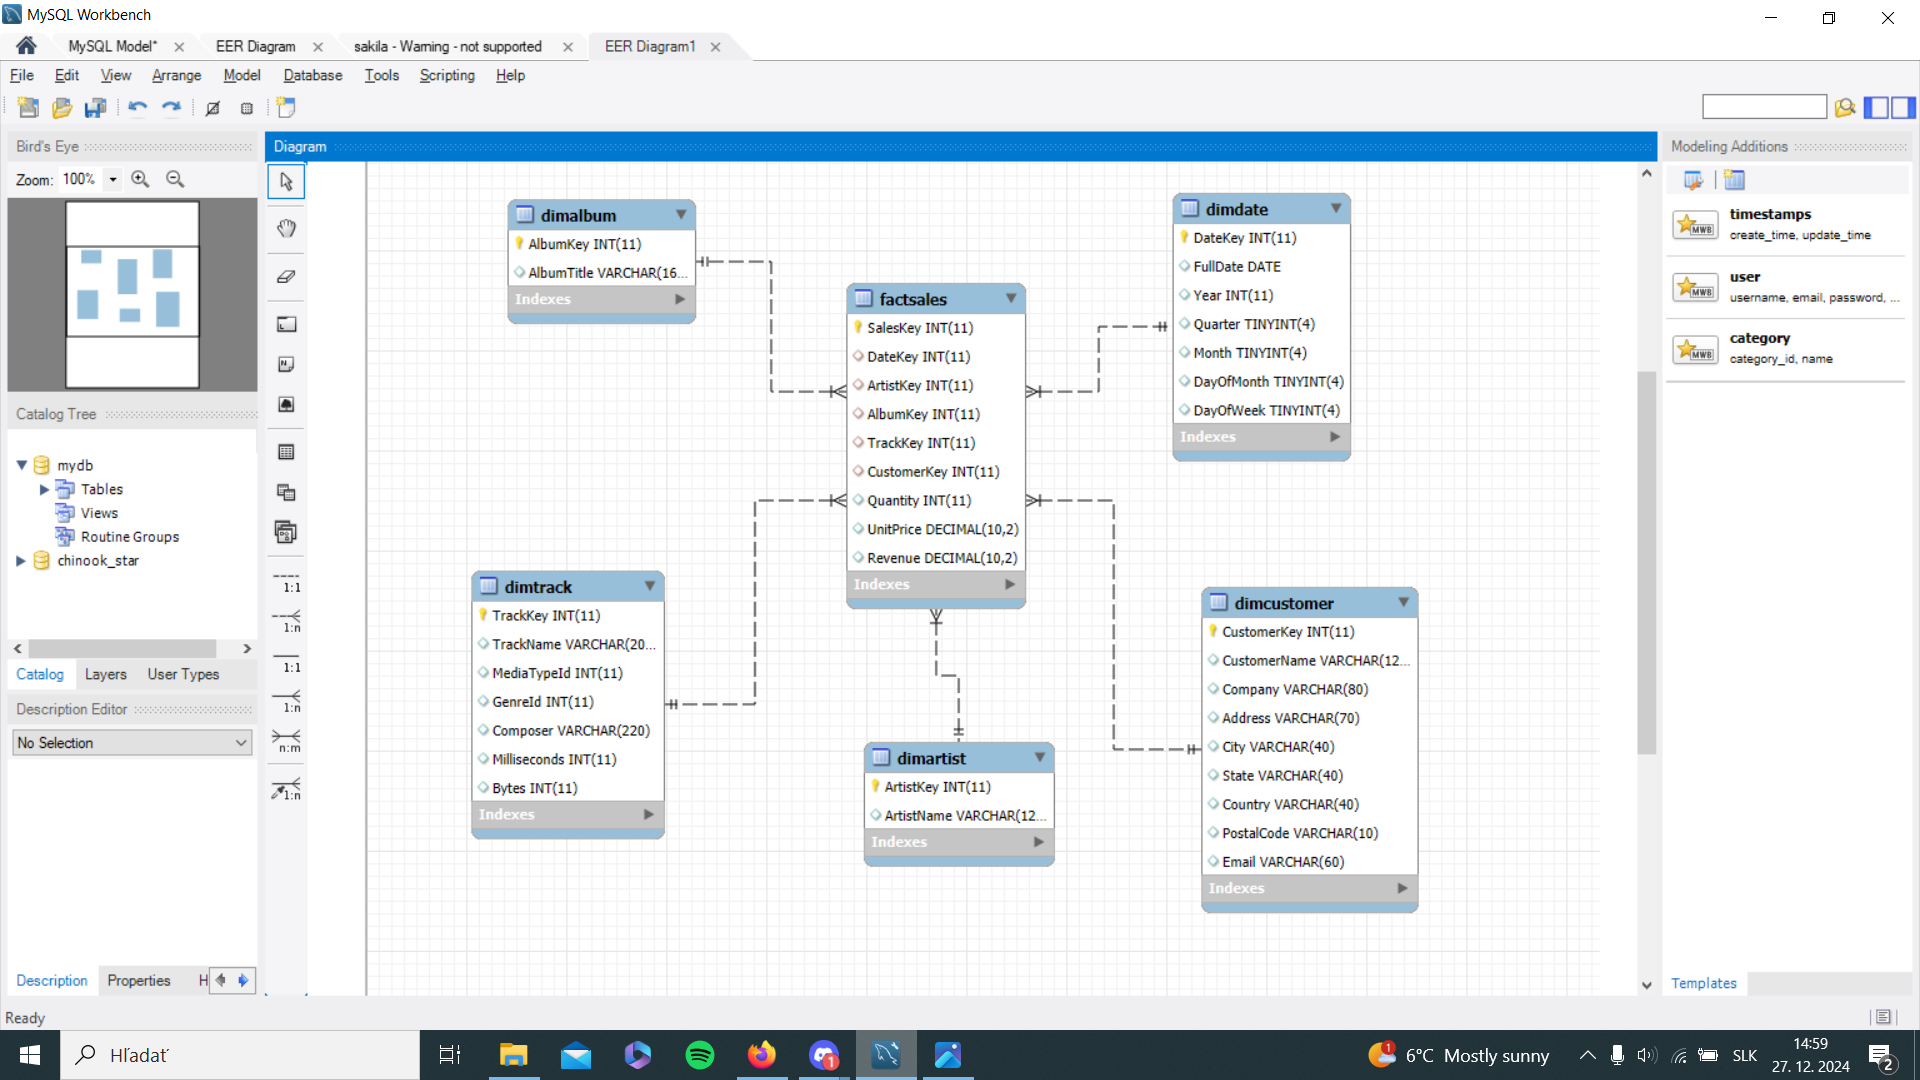 MySQL Workbench
MySQL Model*
EER Diagram
sakila - Warning - not supported
EER Diagram1
File Edit View Arrange Model Database Tools Scripting Help
Bird's Eye
Zoom: 100%
Catalog Tree
mydb
Tables
Views
Routine Groups
chinook_star
Catalog Layers User Types
Description Editor
No Selection
Description Properties H
Diagram
1:1
1:n
1:1
1:n
n:m
1:n
dimalbum
AlbumKey INT(11)
AlbumTitle VARCHAR(16...
Indexes
factsales
SalesKey INT(11)
DateKey INT(11)
ArtistKey INT(11)
AlbumKey INT(11)
TrackKey INT(11)
CustomerKey INT(11)
Quantity INT(11)
UnitPrice DECIMAL(10,2)
Revenue DECIMAL(10,2)
Indexes
dimdate
DateKey INT(11)
FullDate DATE
Year INT(11)
Quarter TINYINT(4)
Month TINYINT(4)
DayOfMonth TINYINT(4)
DayOfWeek TINYINT(4)
Indexes
dimtrack
TrackKey INT(11)
TrackName VARCHAR(20...
MediaTypeId INT(11)
GenreId INT(11)
Composer VARCHAR(220)
Milliseconds INT(11)
Bytes INT(11)
Indexes
dimartist
ArtistKey INT(11)
ArtistName VARCHAR(12...
Indexes
dimcustomer
CustomerKey INT(11)
CustomerName VARCHAR(12...
Company VARCHAR(80)
Address VARCHAR(70)
City VARCHAR(40)
State VARCHAR(40)
Country VARCHAR(40)
PostalCode VARCHAR(10)
Email VARCHAR(60)
Indexes
Modeling Additions
MWB
timestamps
create_time, update_time
MWB
user
username, email, password, ...
MWB
category
category_id, name
Templates
Ready
Hľadať
1
1
6°C Mostly sunny
SLK
14:59
27. 12. 2024
2